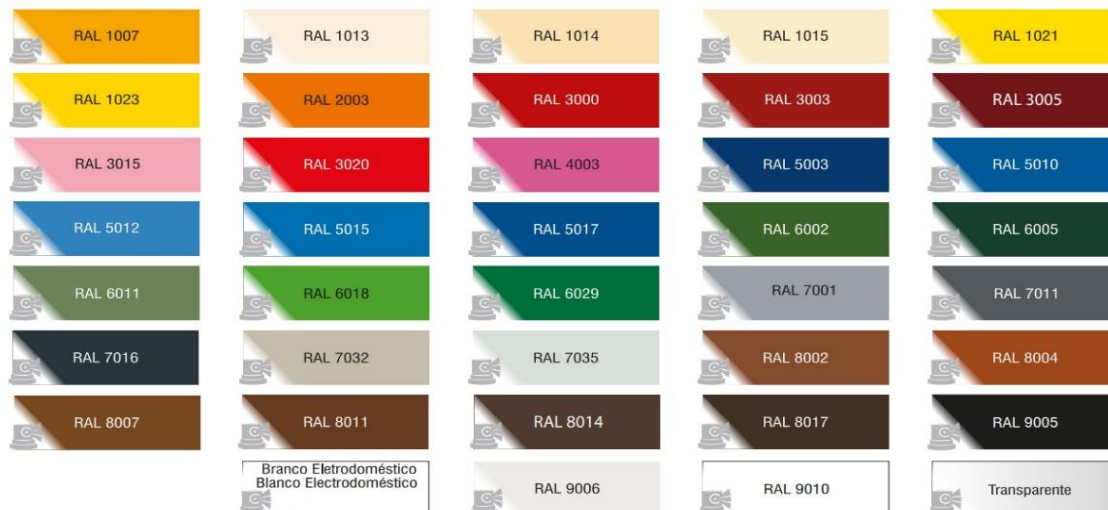 RAL 1007
RAL 1013
RAL 1014
RAL 1015
RAL 1021
RAL 1023
RAL 2003
RAL 3000
RAL 3003
RAL 3005
RAL 3015
RAL 3020
RAL 4003
RAL 5003
RAL 5010
RAL 5012
RAL 5015
RAL 5017
RAL 6002
RAL 6005
RAL 6011
RAL 6018
RAL 6029
RAL 7001
RAL 7011
RAL 7016
RAL 7032
RAL 7035
RAL 8002
RAL 8004
RAL 8007
RAL 8011
RAL 8014
RAL 8017
RAL 9005
Branco Eletrodoméstico
Blanco Electrodoméstico
RAL 9006
RAL 9010
Transparente